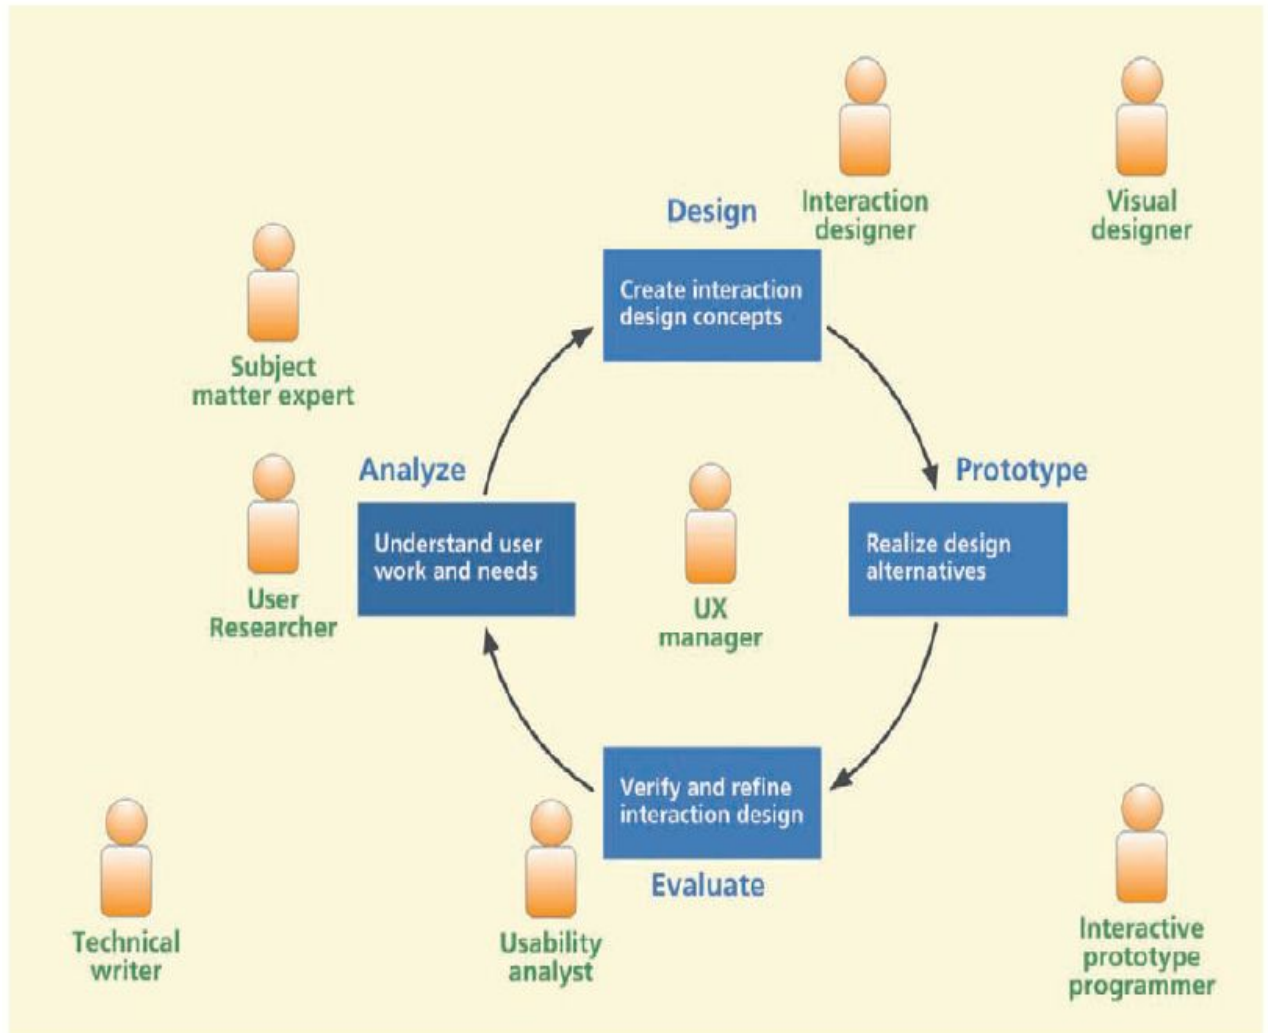 Interaction
designer
Visual
designer
Design
Create interaction
design concepts
Subject
matter expert
Analyze
Understand user
work and needs
User
Researcher
UX
manager
Prototype
Realize design
alternatives
Verify and refine
interaction design
Evaluate
Technical
writer
Usability
analyst
Interactive
prototype
programmer